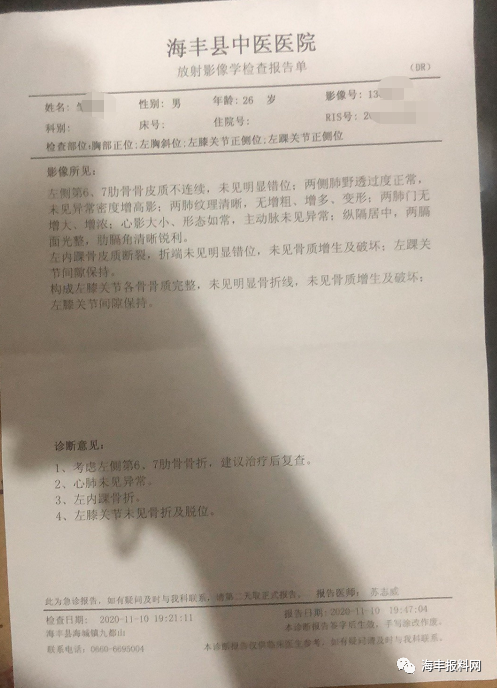 海丰县中医医院
放射影像学检查报告单
(DR)
姓名: 性别: 男 年龄: 26 岁 影像号: 13
科别: 床号: 住院号: RIS号: 2
检查部位:胸部正位;左胸斜位;左膝关节正侧位;左踝关节正侧位
影像所见:
左侧第6、7肋骨骨皮质不连续,未见明显错位;两侧肺野透过度正常,
未见异常密度增高影;两肺纹理清晰,无增粗、增多、变形;两肺门无
增大、增浓;心影大小、形态如常,主动脉未见异常;纵隔居中,两膈
面光整,肋膈角清晰锐利。
左内踝骨皮质断裂,折端未见明显错位,未见骨质增生及破坏;左踝关
节间隙保持。
构成左膝关节各骨骨质完整,未见明显骨折线,未见骨质增生及破坏;
左膝关节间隙保持。
诊断意见:
1、考虑左侧第6、7肋骨骨折,建议治疗后复查。
2、心肺未见异常。
3、左内踝骨折。
4、左膝关节未见骨折及脱位。
此为急诊报告,如有疑问及时与我科联系,请第二天取正式报告。 报告医师: 苏志威
检查日期: 2020-11-10 19:21:11 报告日期: 2020-11-10 19:47:04
海丰县海城镇九都山 本诊断报告签字后生效,手写涂改作废。
联系电话: 0660-6695004 本诊断报告仅供临床医生参考,如有疑问请及时与我科联系。
海丰报料网